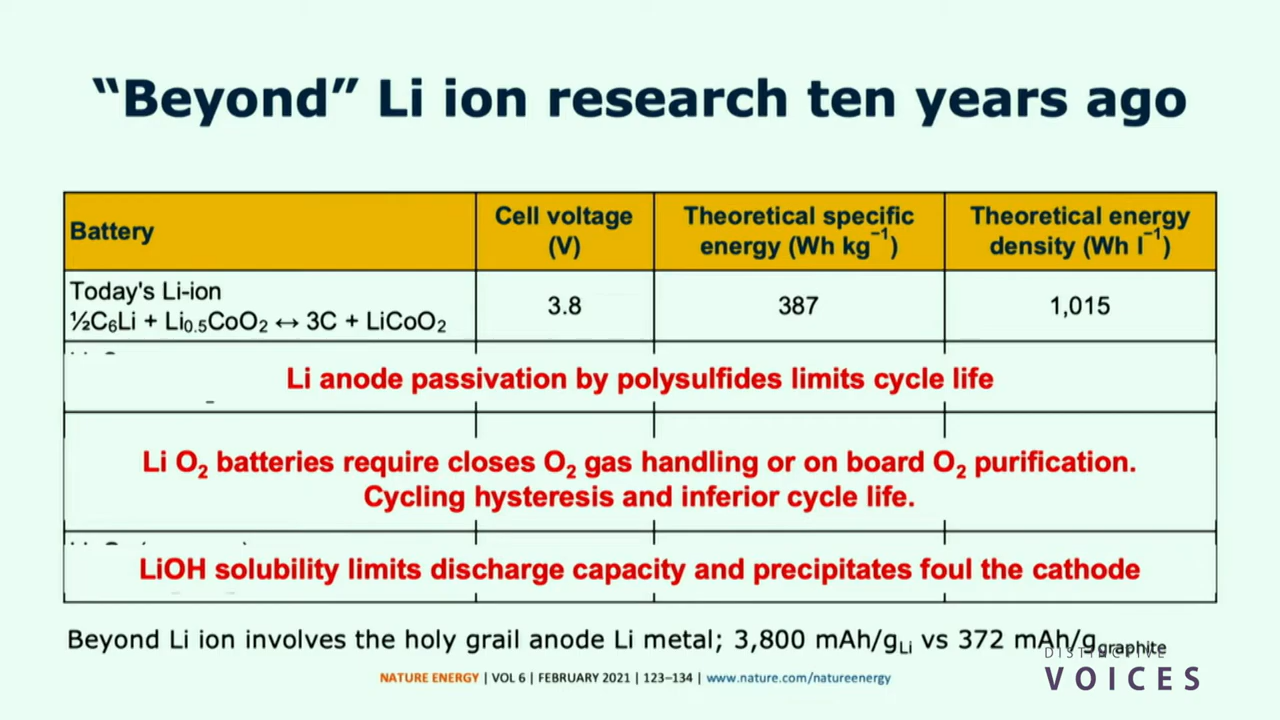 “Beyond” Li ion research ten years ago
Battery
Cell voltage
(V)
Theoretical specific
energy (Wh kg⁻¹)
Theoretical energy
density (Wh l⁻¹)
Today's Li-ion
½C₆Li + Li₀.₅CoO₂ ↔ 3C + LiCoO₂
3.8
387
1,015
Li anode passivation by polysulfides limits cycle life
Li O₂ batteries require closes O₂ gas handling or on board O₂ purification.
Cycling hysteresis and inferior cycle life.
LiOH solubility limits discharge capacity and precipitates foul the cathode
Beyond Li ion involves the holy grail anode Li metal; 3,800 mAh/gLi vs 372 mAh/ggraphite
DISTINCTIVE
VOICES
NATURE ENERGY | VOL 6 | FEBRUARY 2021 | 123–134 | www.nature.com/natureenergy